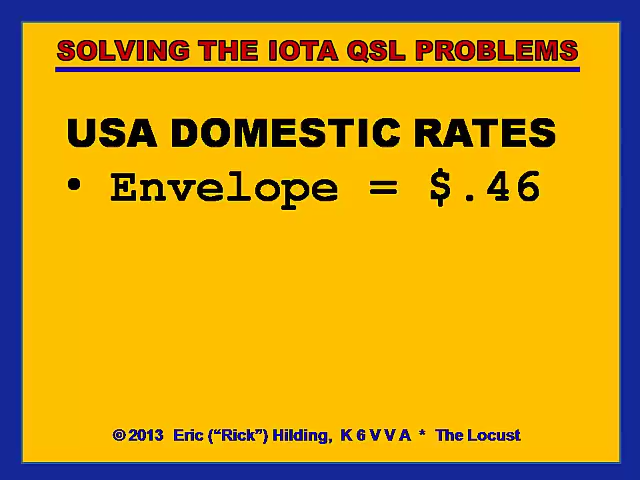 SOLVING THE IOTA QSL PROBLEMS
USA DOMESTIC RATES
• Envelope = $.46
© 2013 Eric (“Rick”) Hilding, K 6 V V A * The Locust